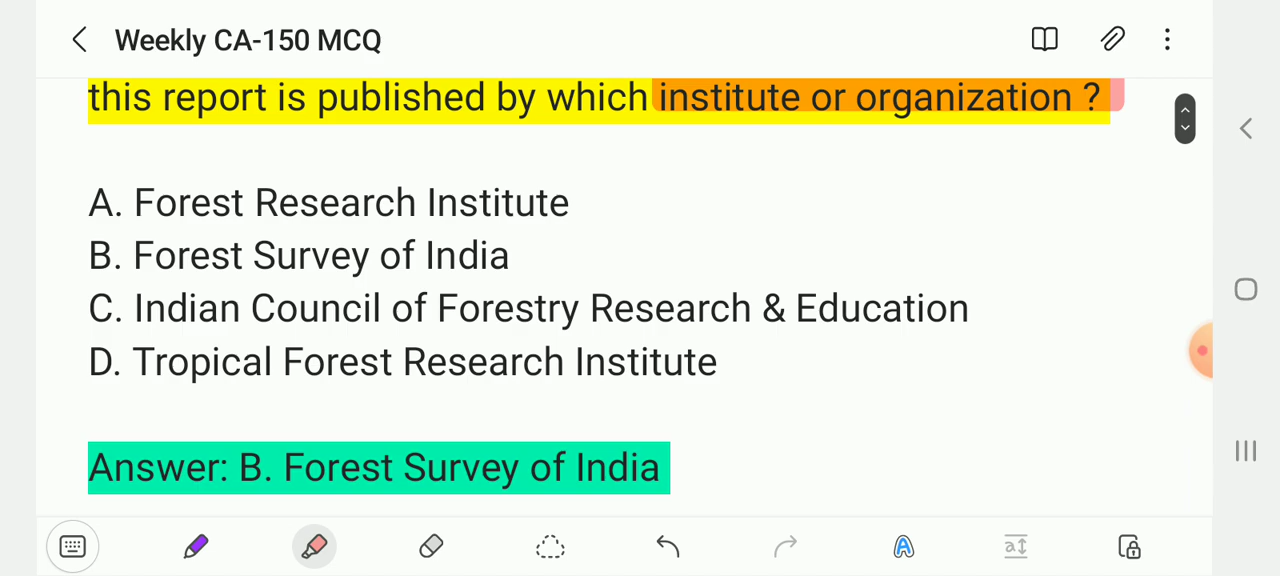 Weekly CA-150 MCQ
this report is published by which institute or organization ?
A. Forest Research Institute
B. Forest Survey of India
C. Indian Council of Forestry Research & Education
D. Tropical Forest Research Institute
Answer: B. Forest Survey of India